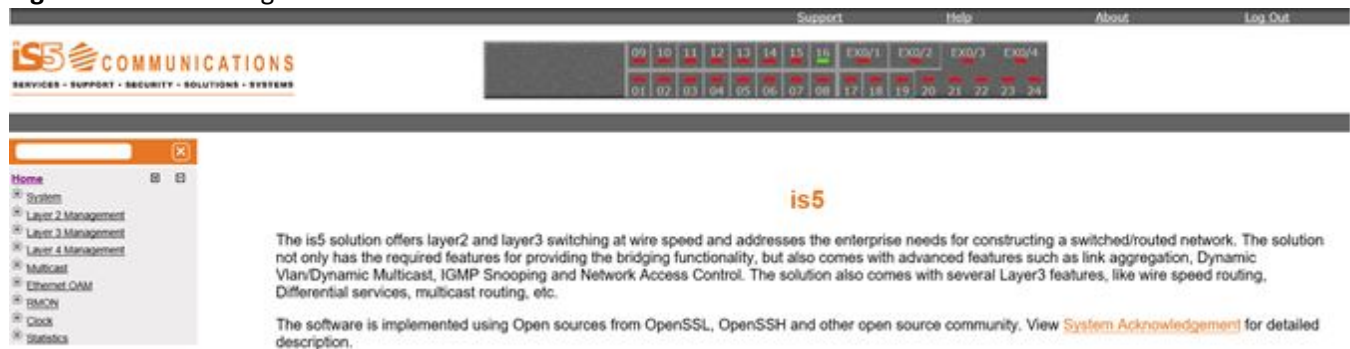 Support Help About Log Out
iS5 COMMUNICATIONS
SERVICES • SUPPORT • SECURITY • SOLUTIONS • SYSTEMS
09 10 11 12 13 14 15 16 EX0/1 EX0/2 EX0/3 EX0/4
01 02 03 04 05 06 07 08 17 18 19 20 21 22 23 24
Home
System
Layer 2 Management
Layer 3 Management
Layer 4 Management
Multicast
Ethernet OAM
RMON
Clock
Statistics
is5
The is5 solution offers layer2 and layer3 switching at wire speed and addresses the enterprise needs for constructing a switched/routed network. The solution
not only has the required features for providing the bridging functionality, but also comes with advanced features such as link aggregation, Dynamic
Vlan/Dynamic Multicast, IGMP Snooping and Network Access Control. The solution also comes with several Layer3 features, like wire speed routing,
Differential services, multicast routing, etc.
The software is implemented using Open sources from OpenSSL, OpenSSH and other open source community. View System Acknowledgement for detailed
description.